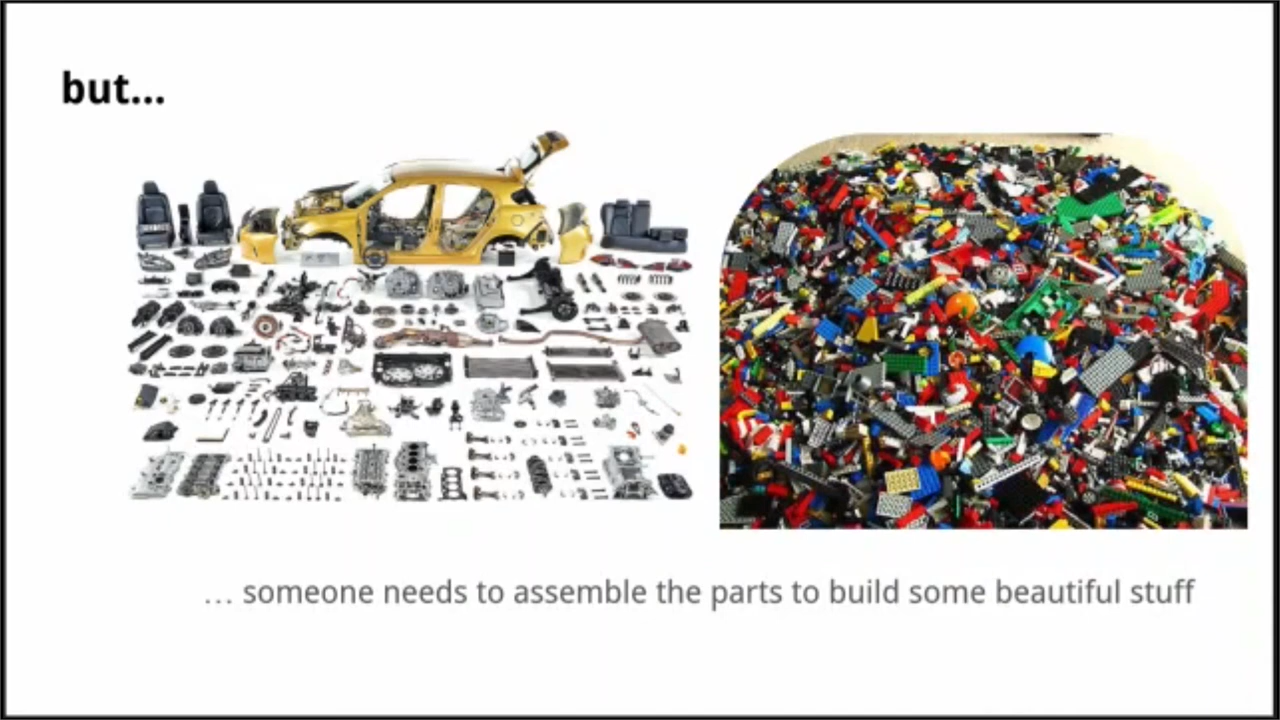 but...
... someone needs to assemble the parts to build some beautiful stuff